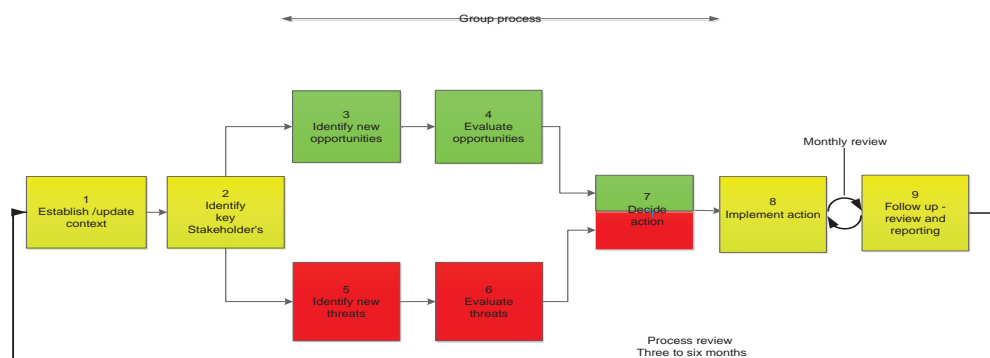 Group process
1
Establish /update
context
2
Identify
key
Stakeholder's
3
Identify new
opportunities
4
Evaluate
opportunities
5
Identify new
threats
6
Evaluate
threats
7
Decide
action
8
Implement action
Monthly review
9
Follow up -
review and
reporting
Process review
Three to six months